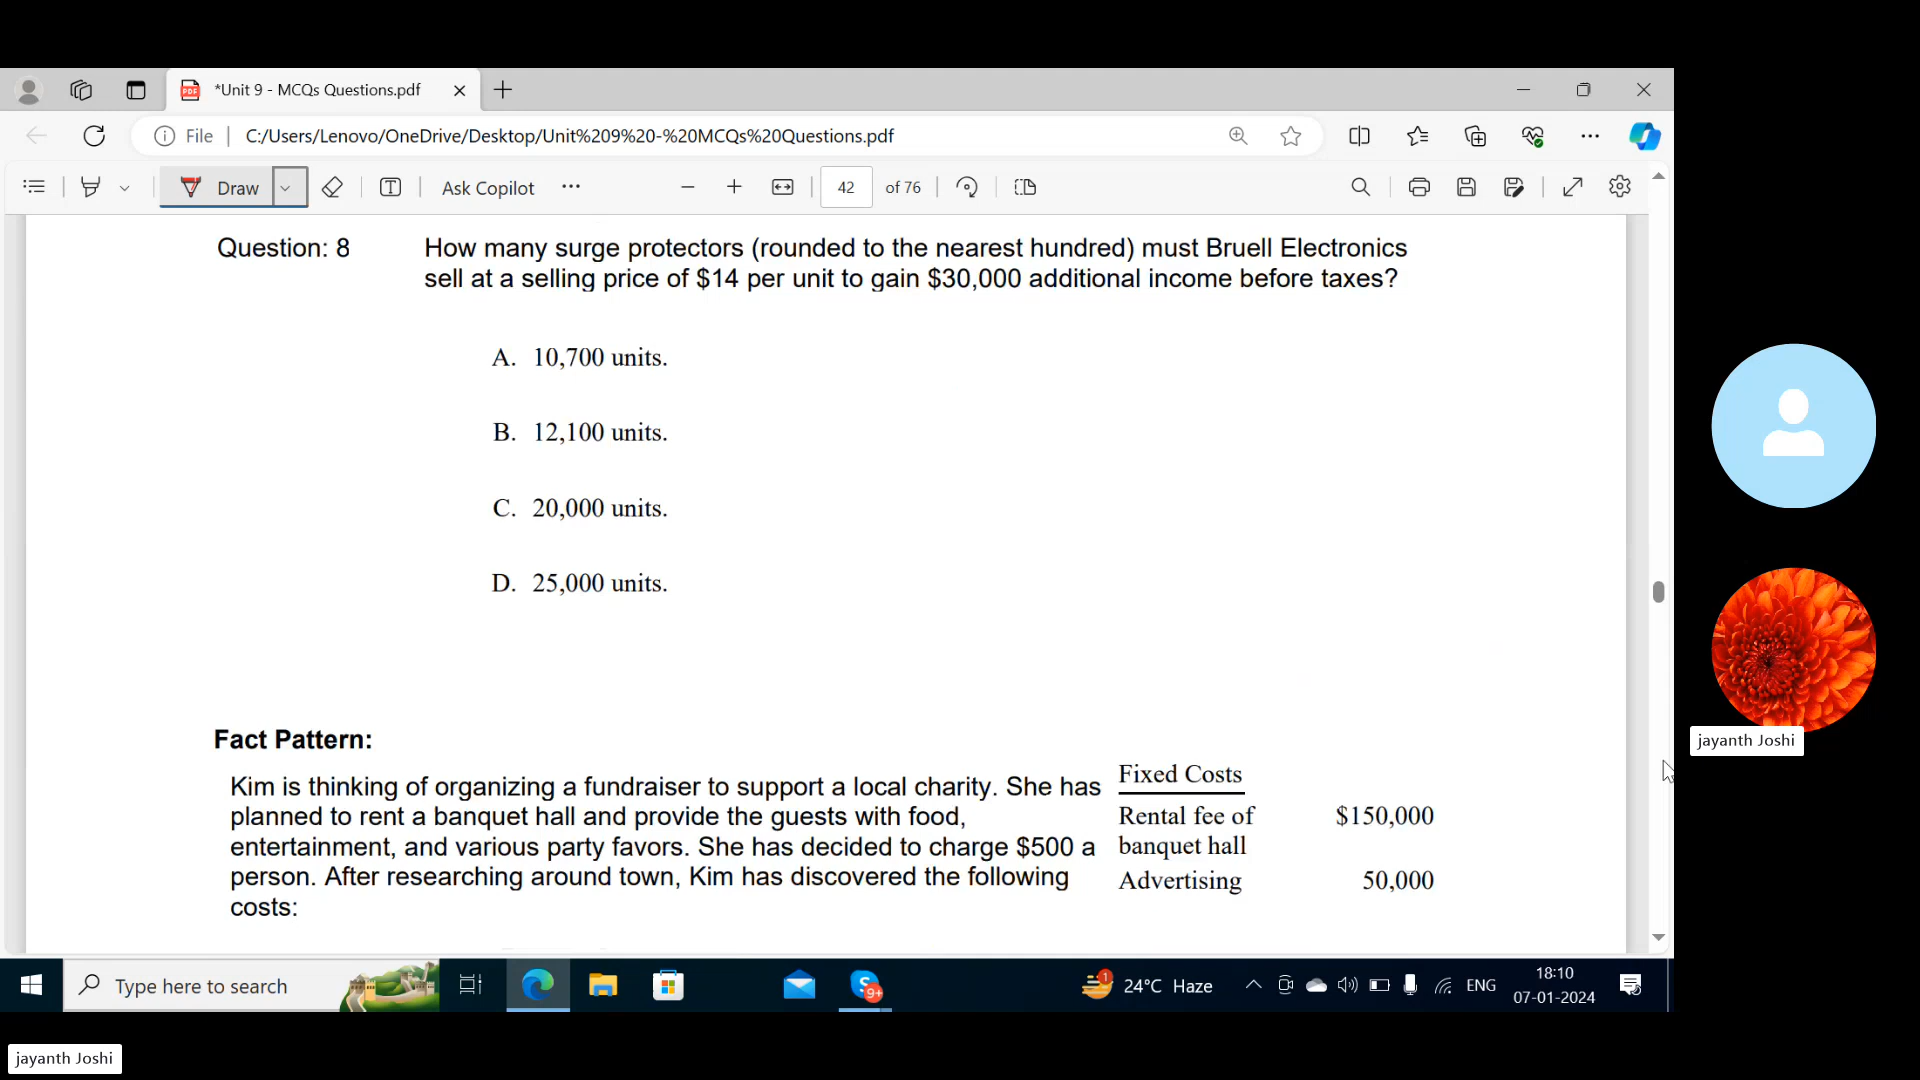 *Unit 9 - MCQs Questions.pdf
File
C:/Users/Lenovo/OneDrive/Desktop/Unit%209%20-%20MCQs%20Questions.pdf
Draw
Ask Copilot
42 of 76
Question: 8
How many surge protectors (rounded to the nearest hundred) must Bruell Electronics
sell at a selling price of $14 per unit to gain $30,000 additional income before taxes?
A. 10,700 units.
B. 12,100 units.
C. 20,000 units.
D. 25,000 units.
Fact Pattern:
Kim is thinking of organizing a fundraiser to support a local charity. She has
planned to rent a banquet hall and provide the guests with food,
entertainment, and various party favors. She has decided to charge $500 a
person. After researching around town, Kim has discovered the following
costs:
Fixed Costs
Rental fee of $150,000
banquet hall
Advertising 50,000
jayanth Joshi
Type here to search
9+
1
24°C Haze
ENG
18:10
07-01-2024
jayanth Joshi